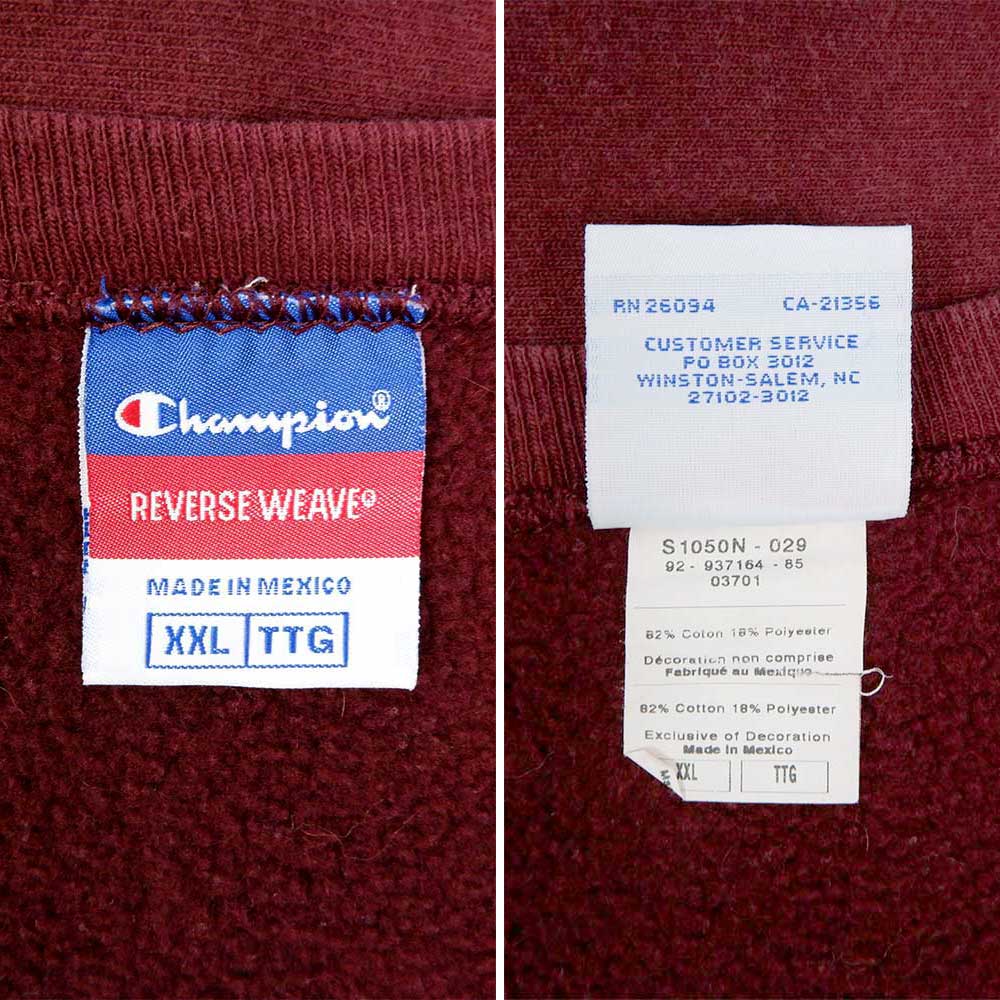 Champion®
REVERSE WEAVE®
MADE IN MEXICO
XXL TTG
RN 26094 CA-21356
CUSTOMER SERVICE
PO BOX 3012
WINSTON-SALEM, NC
27102-3012
S1050N - 029
92 - 937164 - 85
03701
82% Coton 18% Polyester
Décoration non comprise
Fabriqué au Mexique
82% Cotton 18% Polyester
Exclusive of Decoration
Made in Mexico
XXL TTG